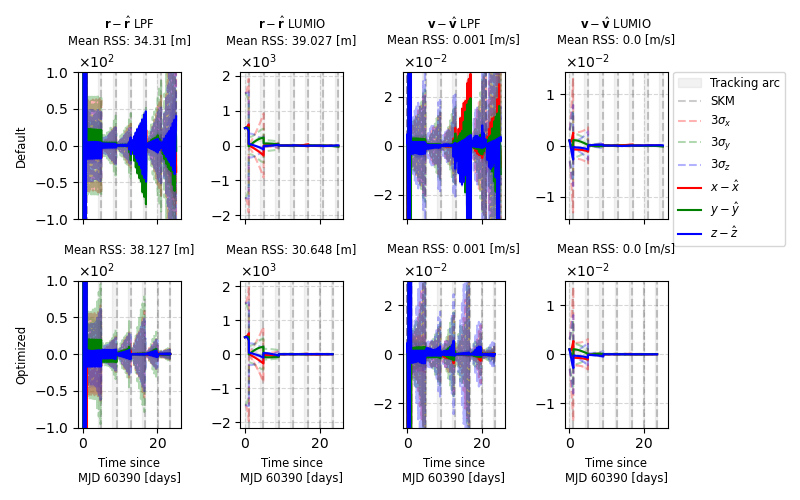 r − r̂ LPF
Mean RSS: 34.31 [m]
r − r̂ LUMIO
Mean RSS: 39.027 [m]
v − v̂ LPF
Mean RSS: 0.001 [m/s]
v − v̂ LUMIO
Mean RSS: 0.0 [m/s]
×10²
×10³
×10⁻²
×10⁻²
Default
1.0
0.5
0.0
−0.5
−1.0
2
1
0
−1
−2
2
0
−2
1
0
−1
Tracking arc
SKM
3σx
3σy
3σz
x − x̂
y − ŷ
z − ẑ
Mean RSS: 38.127 [m]
Mean RSS: 30.648 [m]
Mean RSS: 0.001 [m/s]
Mean RSS: 0.0 [m/s]
×10²
×10³
×10⁻²
×10⁻²
Optimized
1.0
0.5
0.0
−0.5
−1.0
2
1
0
−1
−2
2
0
−2
1
0
−1
0 20
0 20
0 20
0 20
Time since
MJD 60390 [days]
Time since
MJD 60390 [days]
Time since
MJD 60390 [days]
Time since
MJD 60390 [days]